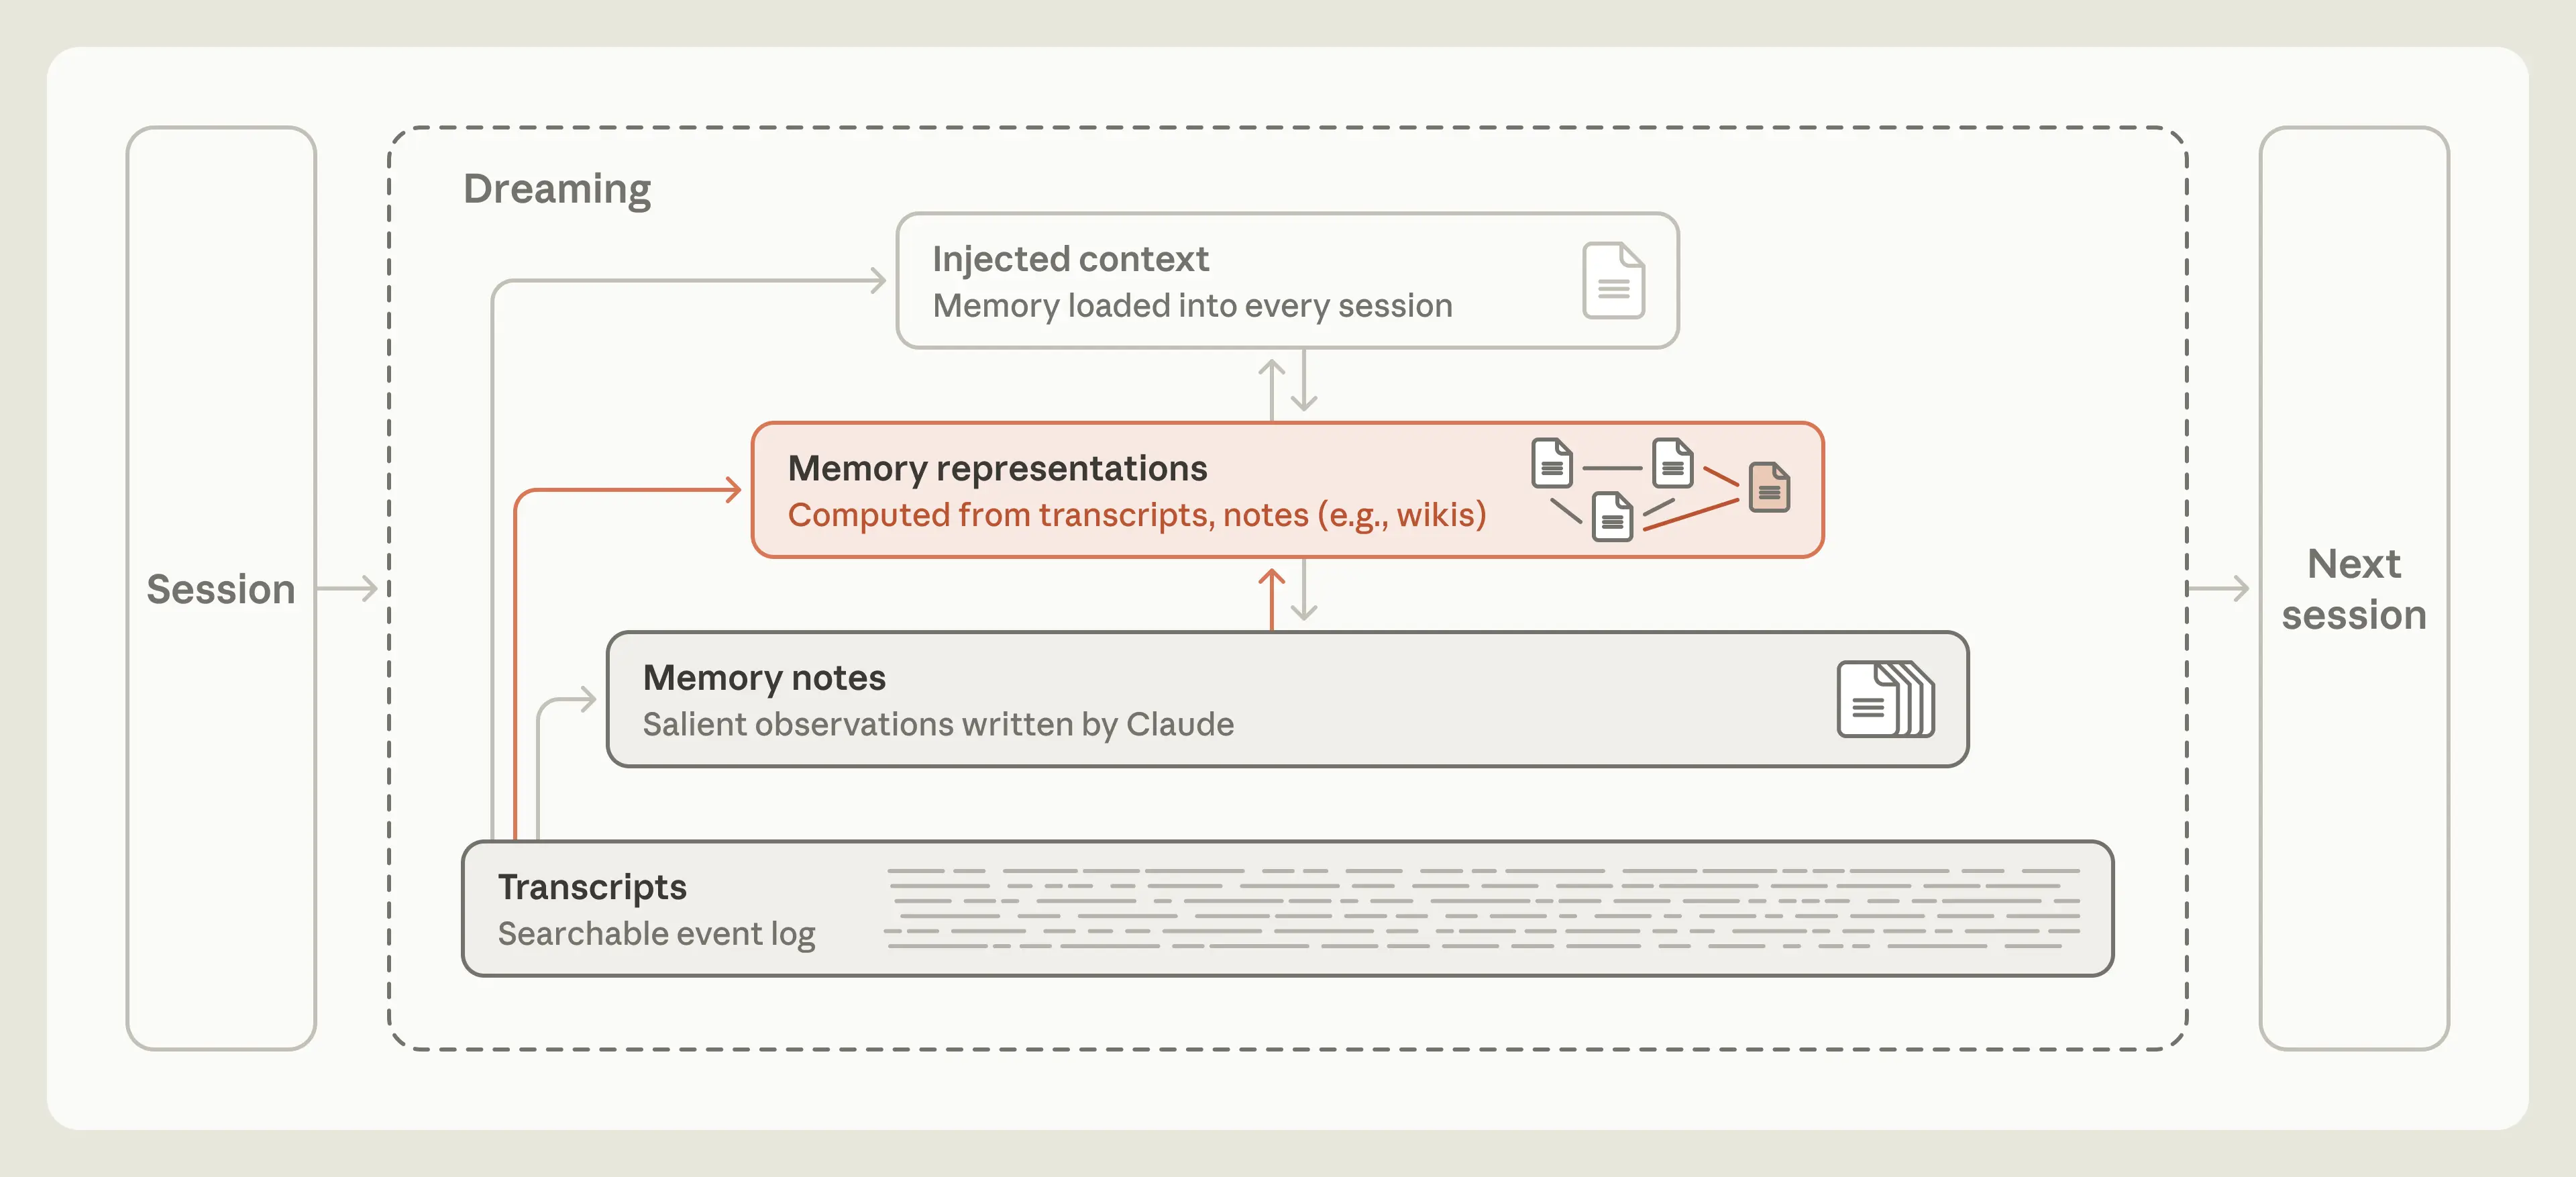 Dreaming
Injected context
Memory loaded into every session
Memory representations
Computed from transcripts, notes (e.g., wikis)
Session
Next
session
Memory notes
Salient observations written by Claude
Transcripts
Searchable event log